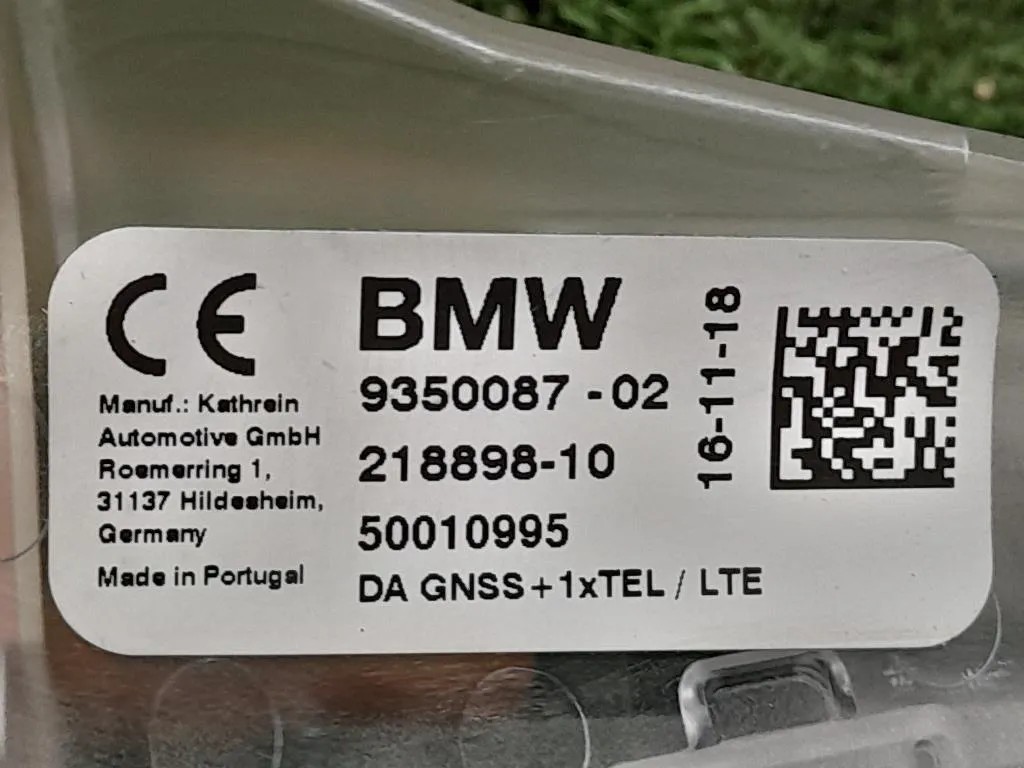 CE
BMW
9350087-02
218898-10
50010995
DA GNSS+1xTEL / LTE
16-11-18
Manuf.: Kathrein
Automotive GmbH
Roemerring 1,
31137 Hildesheim,
Germany
Made in Portugal